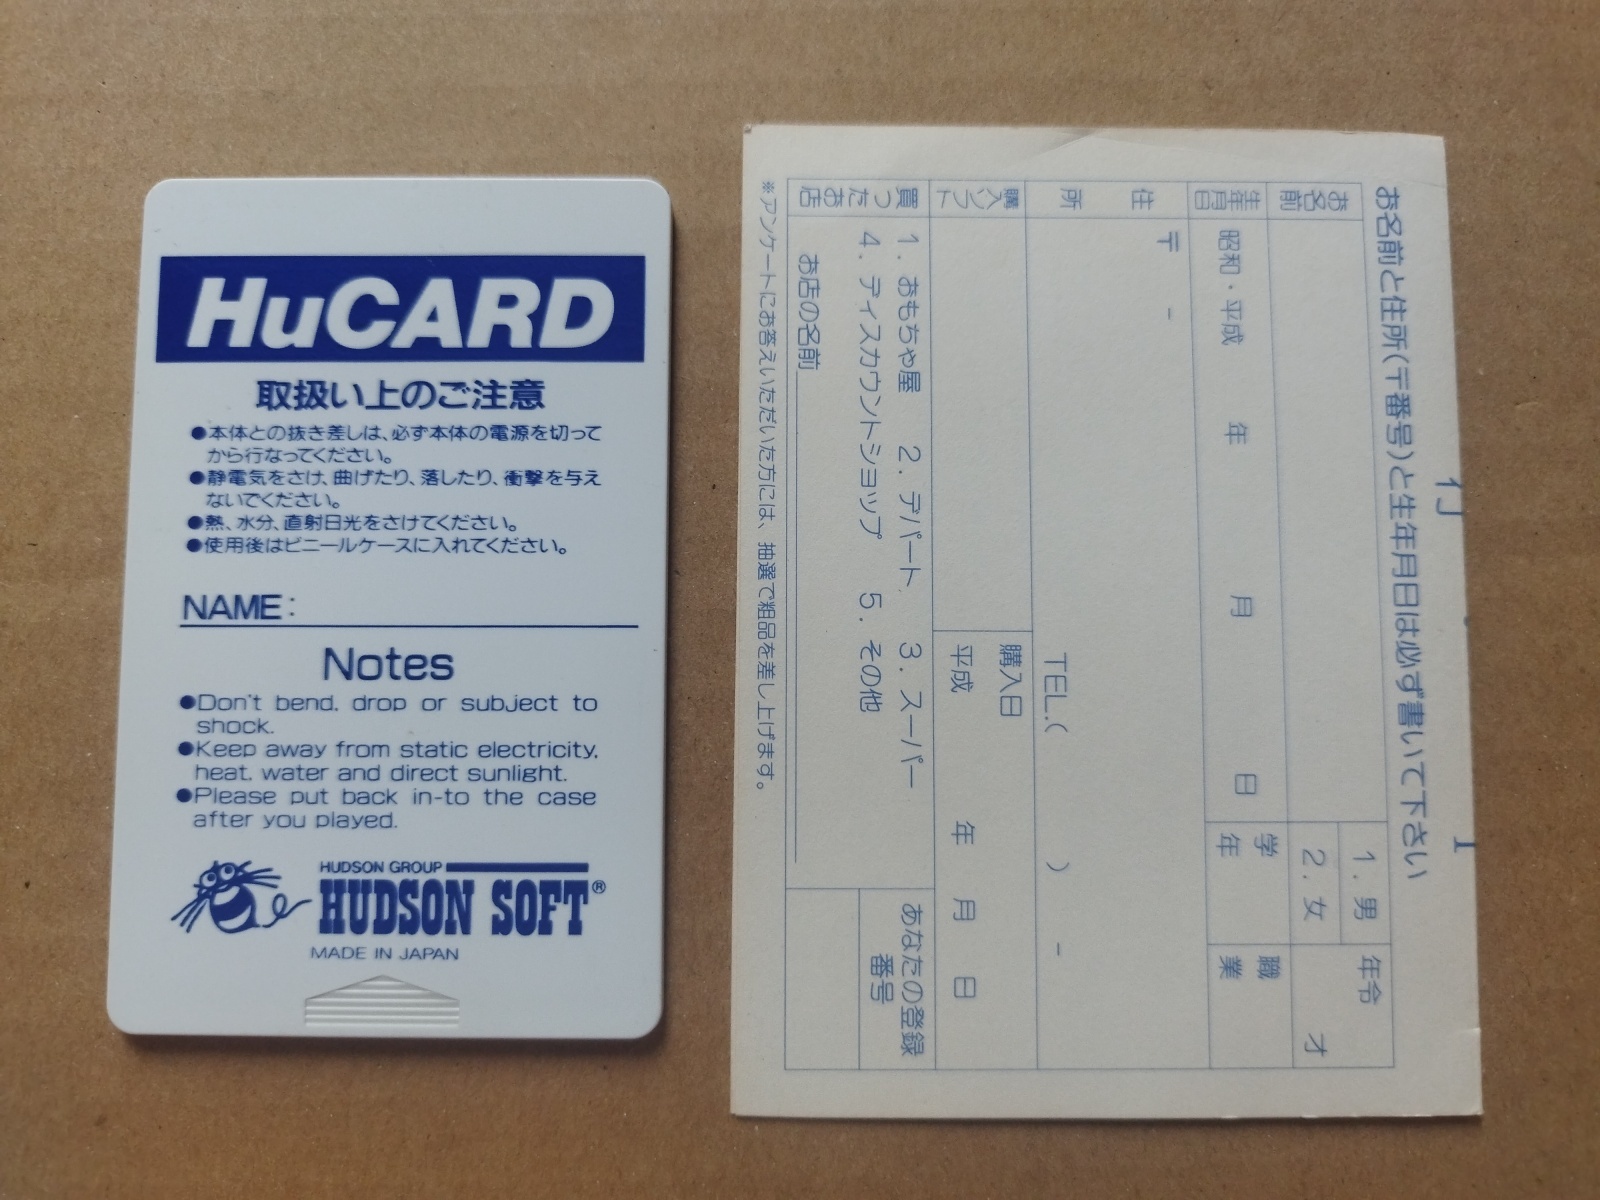 HuCARD
取扱い上のご注意
●本体との抜き差しは、必ず本体の電源を切って
から行なってください。
●静電気をさけ、曲げたり、落したり、衝撃を与え
ないでください。
●熱、水分、直射日光をさけてください。
●使用後はビニールケースに入れてください。
NAME:
Notes
●Don't bend, drop or subject to
shock.
●Keep away from static electricity,
heat, water and direct sunlight.
●Please put back in-to the case
after you played.
HUDSON GROUP
HUDSON SOFT®
MADE IN JAPAN
お名前と住所(〒番号)と生年月日は必ず書いて下さい
お名前
1.男
2.女
年令
才
生年月日
昭和・平成 年 月 日
学年
職業
住所
〒 -
TEL.( ) -
購入ソフト
購入日
平成 年 月 日
買ったお店
1.おもちゃ屋 2.デパート 3.スーパー
4.ディスカウントショップ 5.その他
お店の名前
あなたの登録
番号
※アンケートにお答えいただいた方には、抽選で粗品を差し上げます。